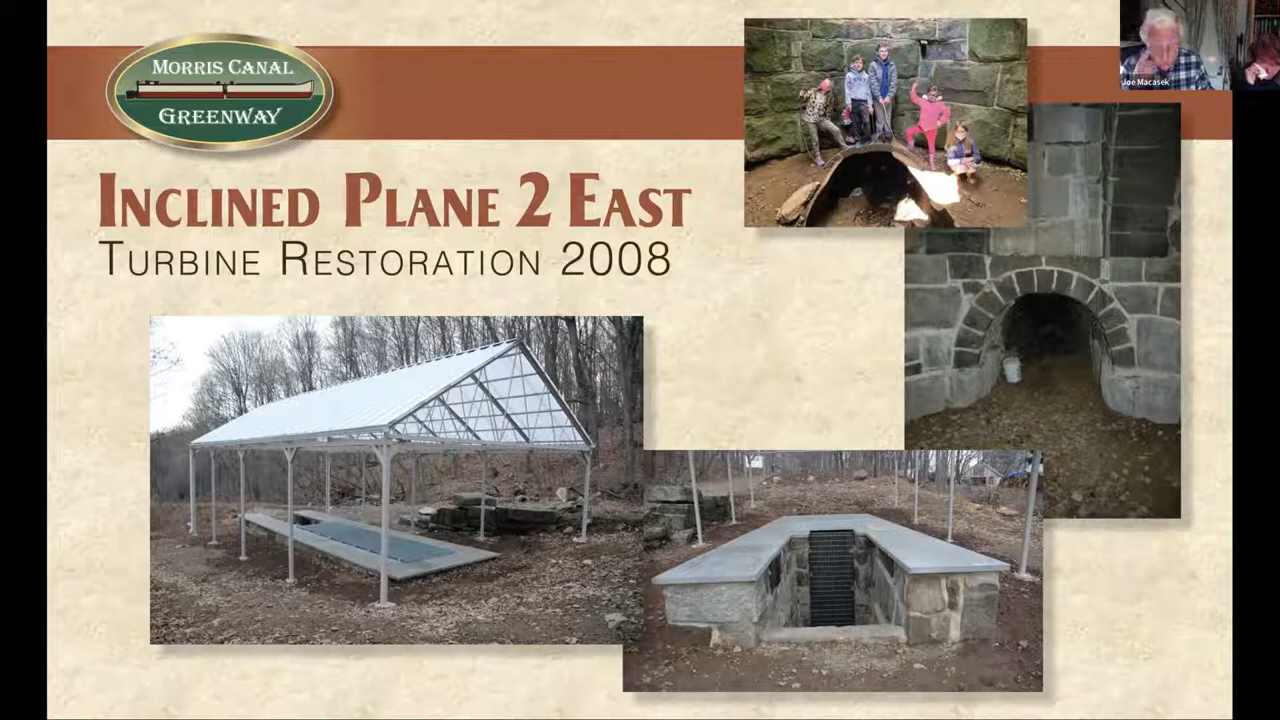 MORRIS CANAL
GREENWAY
INCLINED PLANE 2 EAST
TURBINE RESTORATION 2008
Joe Macasek